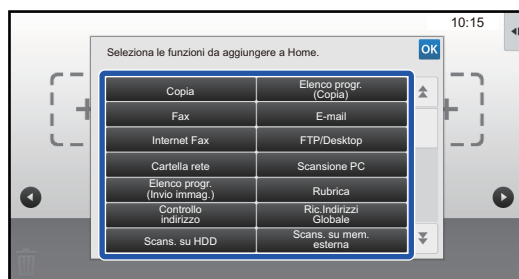 10:15
Seleziona le funzioni da aggiungere a Home.
OK
Copia
Elenco progr.
(Copia)
Fax
E-mail
Internet Fax
FTP/Desktop
Cartella rete
Scansione PC
Elenco progr.
(Invio immag.)
Rubrica
Controllo
indirizzo
Ric.Indirizzi
Globale
Scans. su HDD
Scans. su mem.
esterna